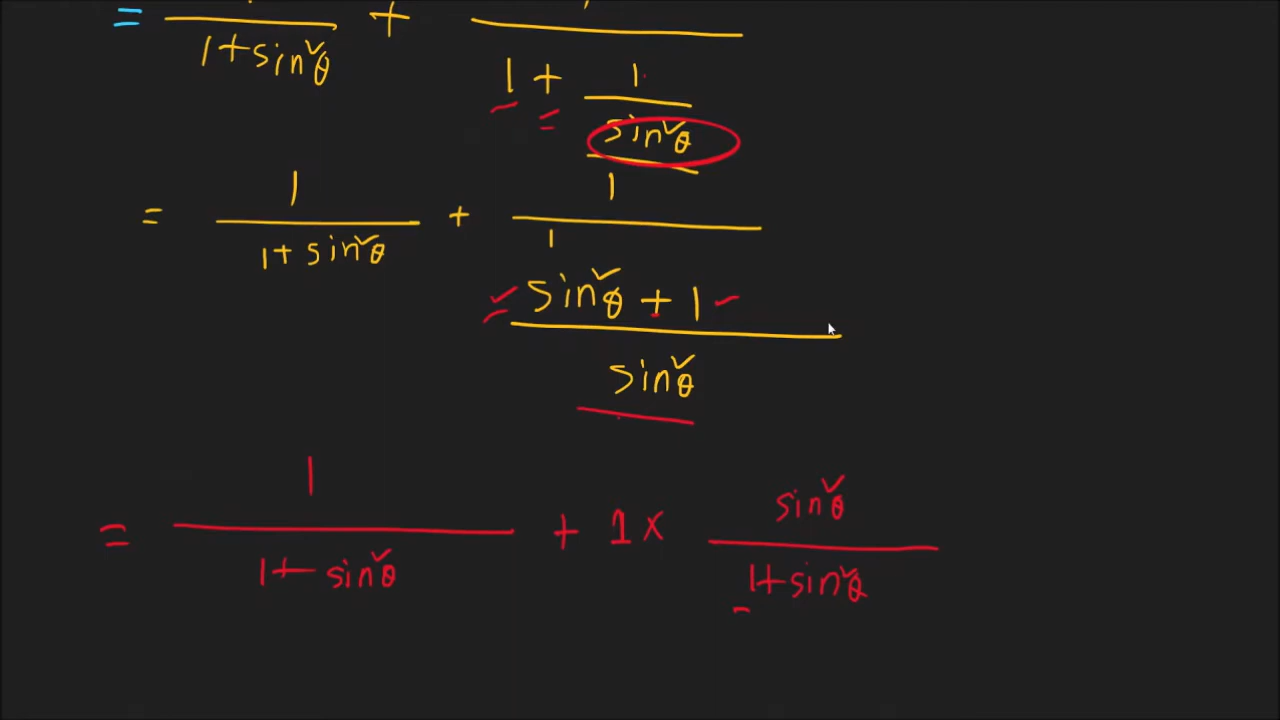 = ‾1+sin²θ + 1 + 1/sin²θ
= 1/(1+sin²θ) + 1/((sin²θ + 1)/sin²θ)
= 1/(1+sin²θ) + 1 × sin²θ/(1+sin²θ)